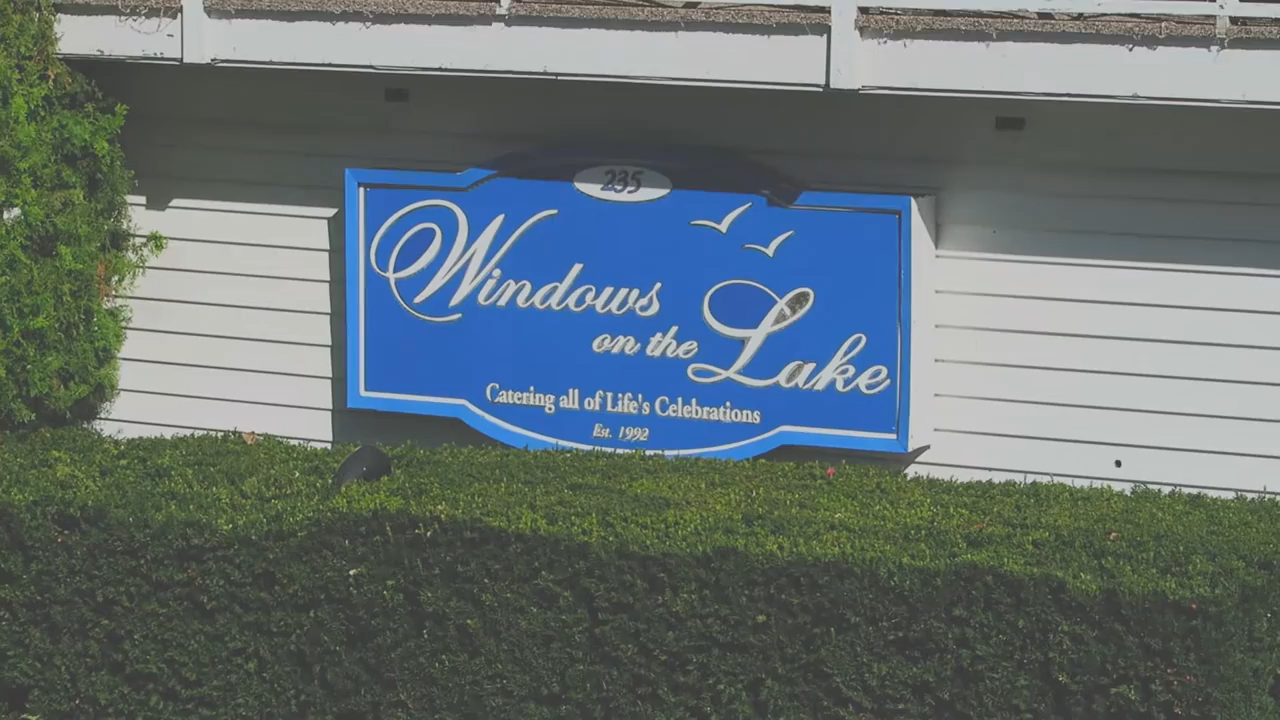 235
Windows
on the
Lake
Catering all of Life's Celebrations
Est. 1992